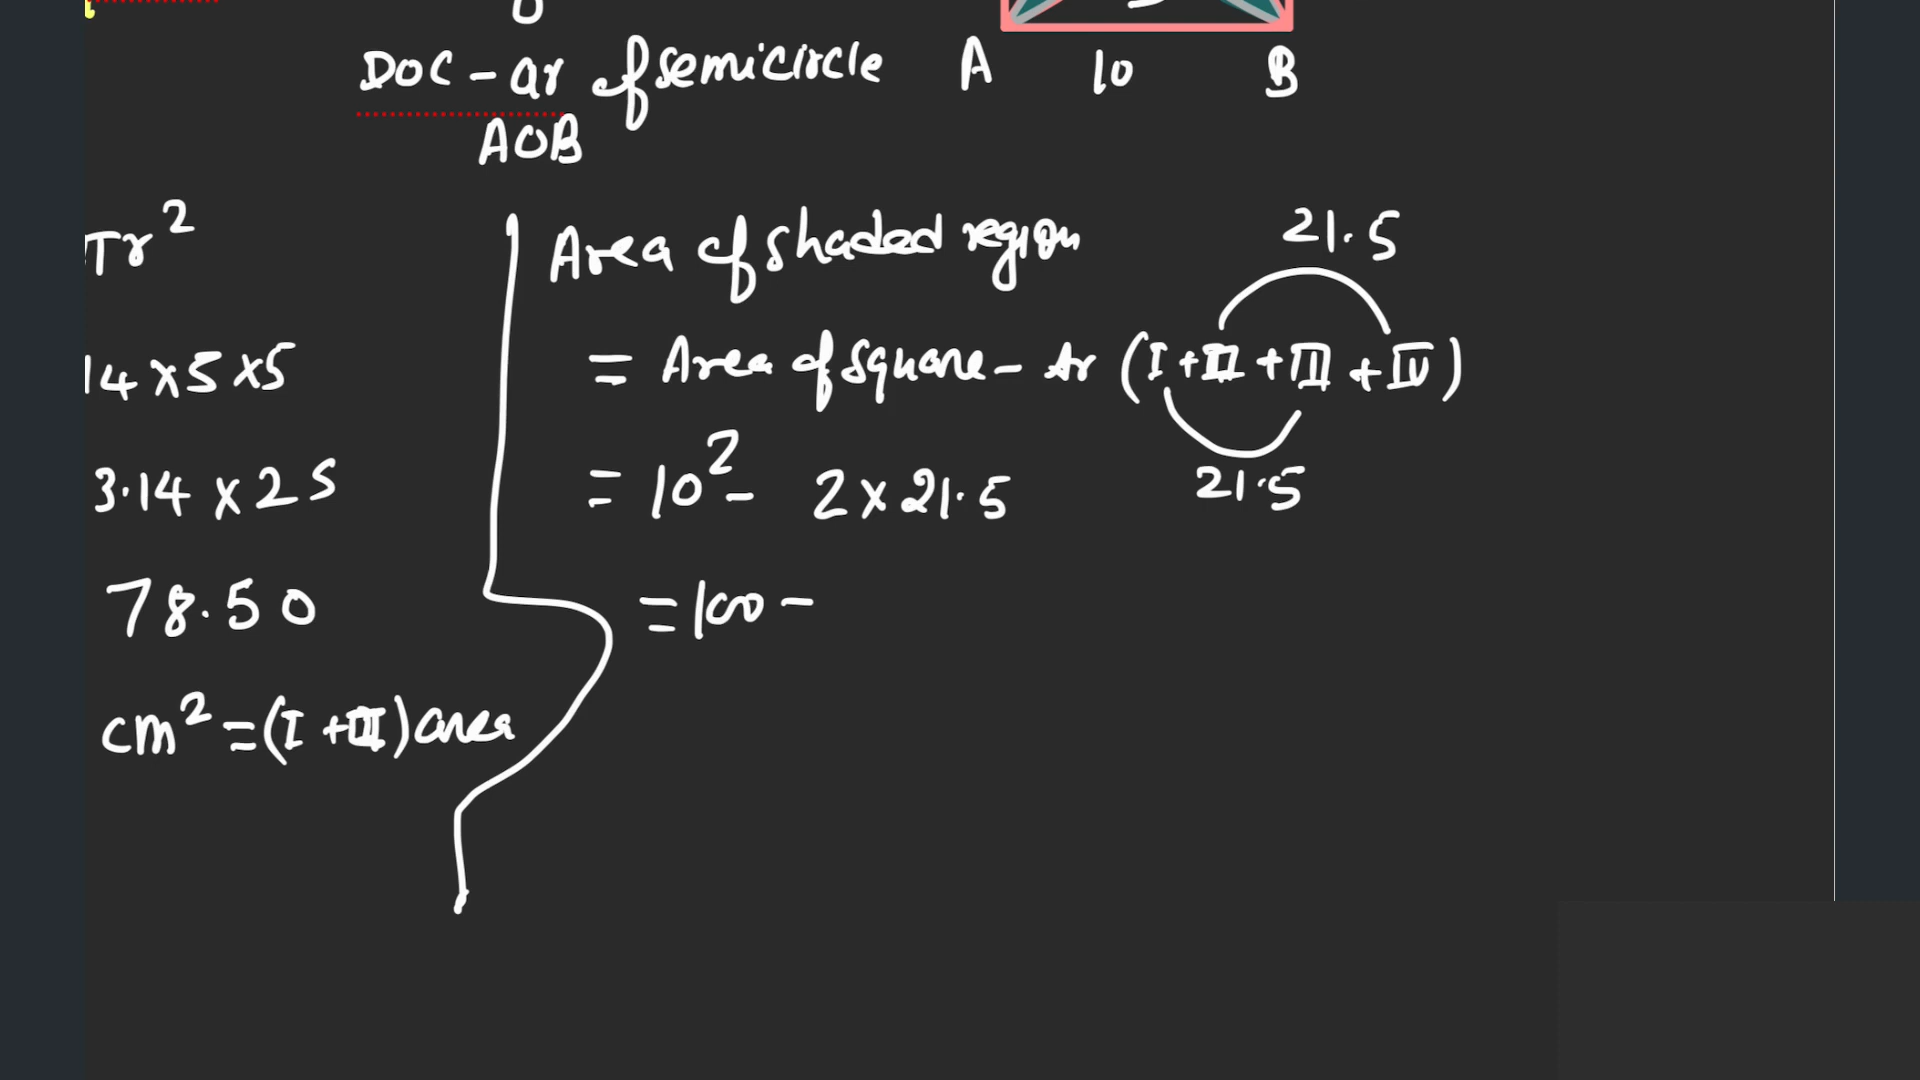 DOC - ar of semicircle A 10 B
AOB
πr²
Area of shaded region
21.5
14 x 5 x 5
= Area of square - Ar (I + II + III + IV)
3.14 x 25
= 10² - 2 x 21.5
21.5
78.50
= 100 -
cm² = (I + III) area